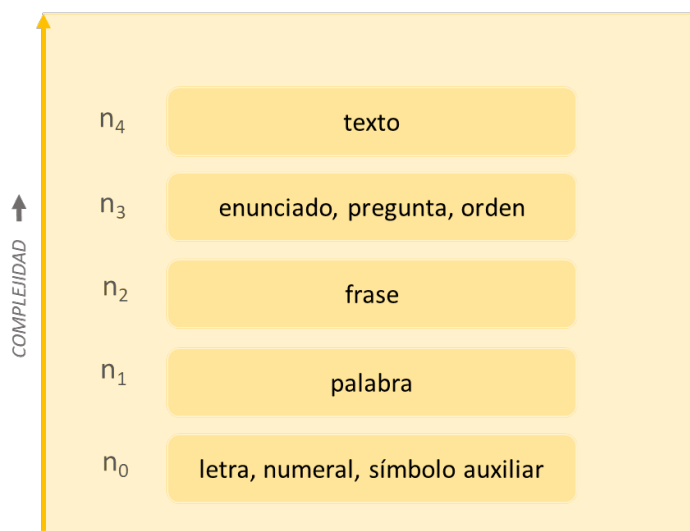 n₄
texto
n₃
enunciado, pregunta, orden
n₂
frase
n₁
palabra
n₀
letra, numeral, símbolo auxiliar
COMPLEJIDAD